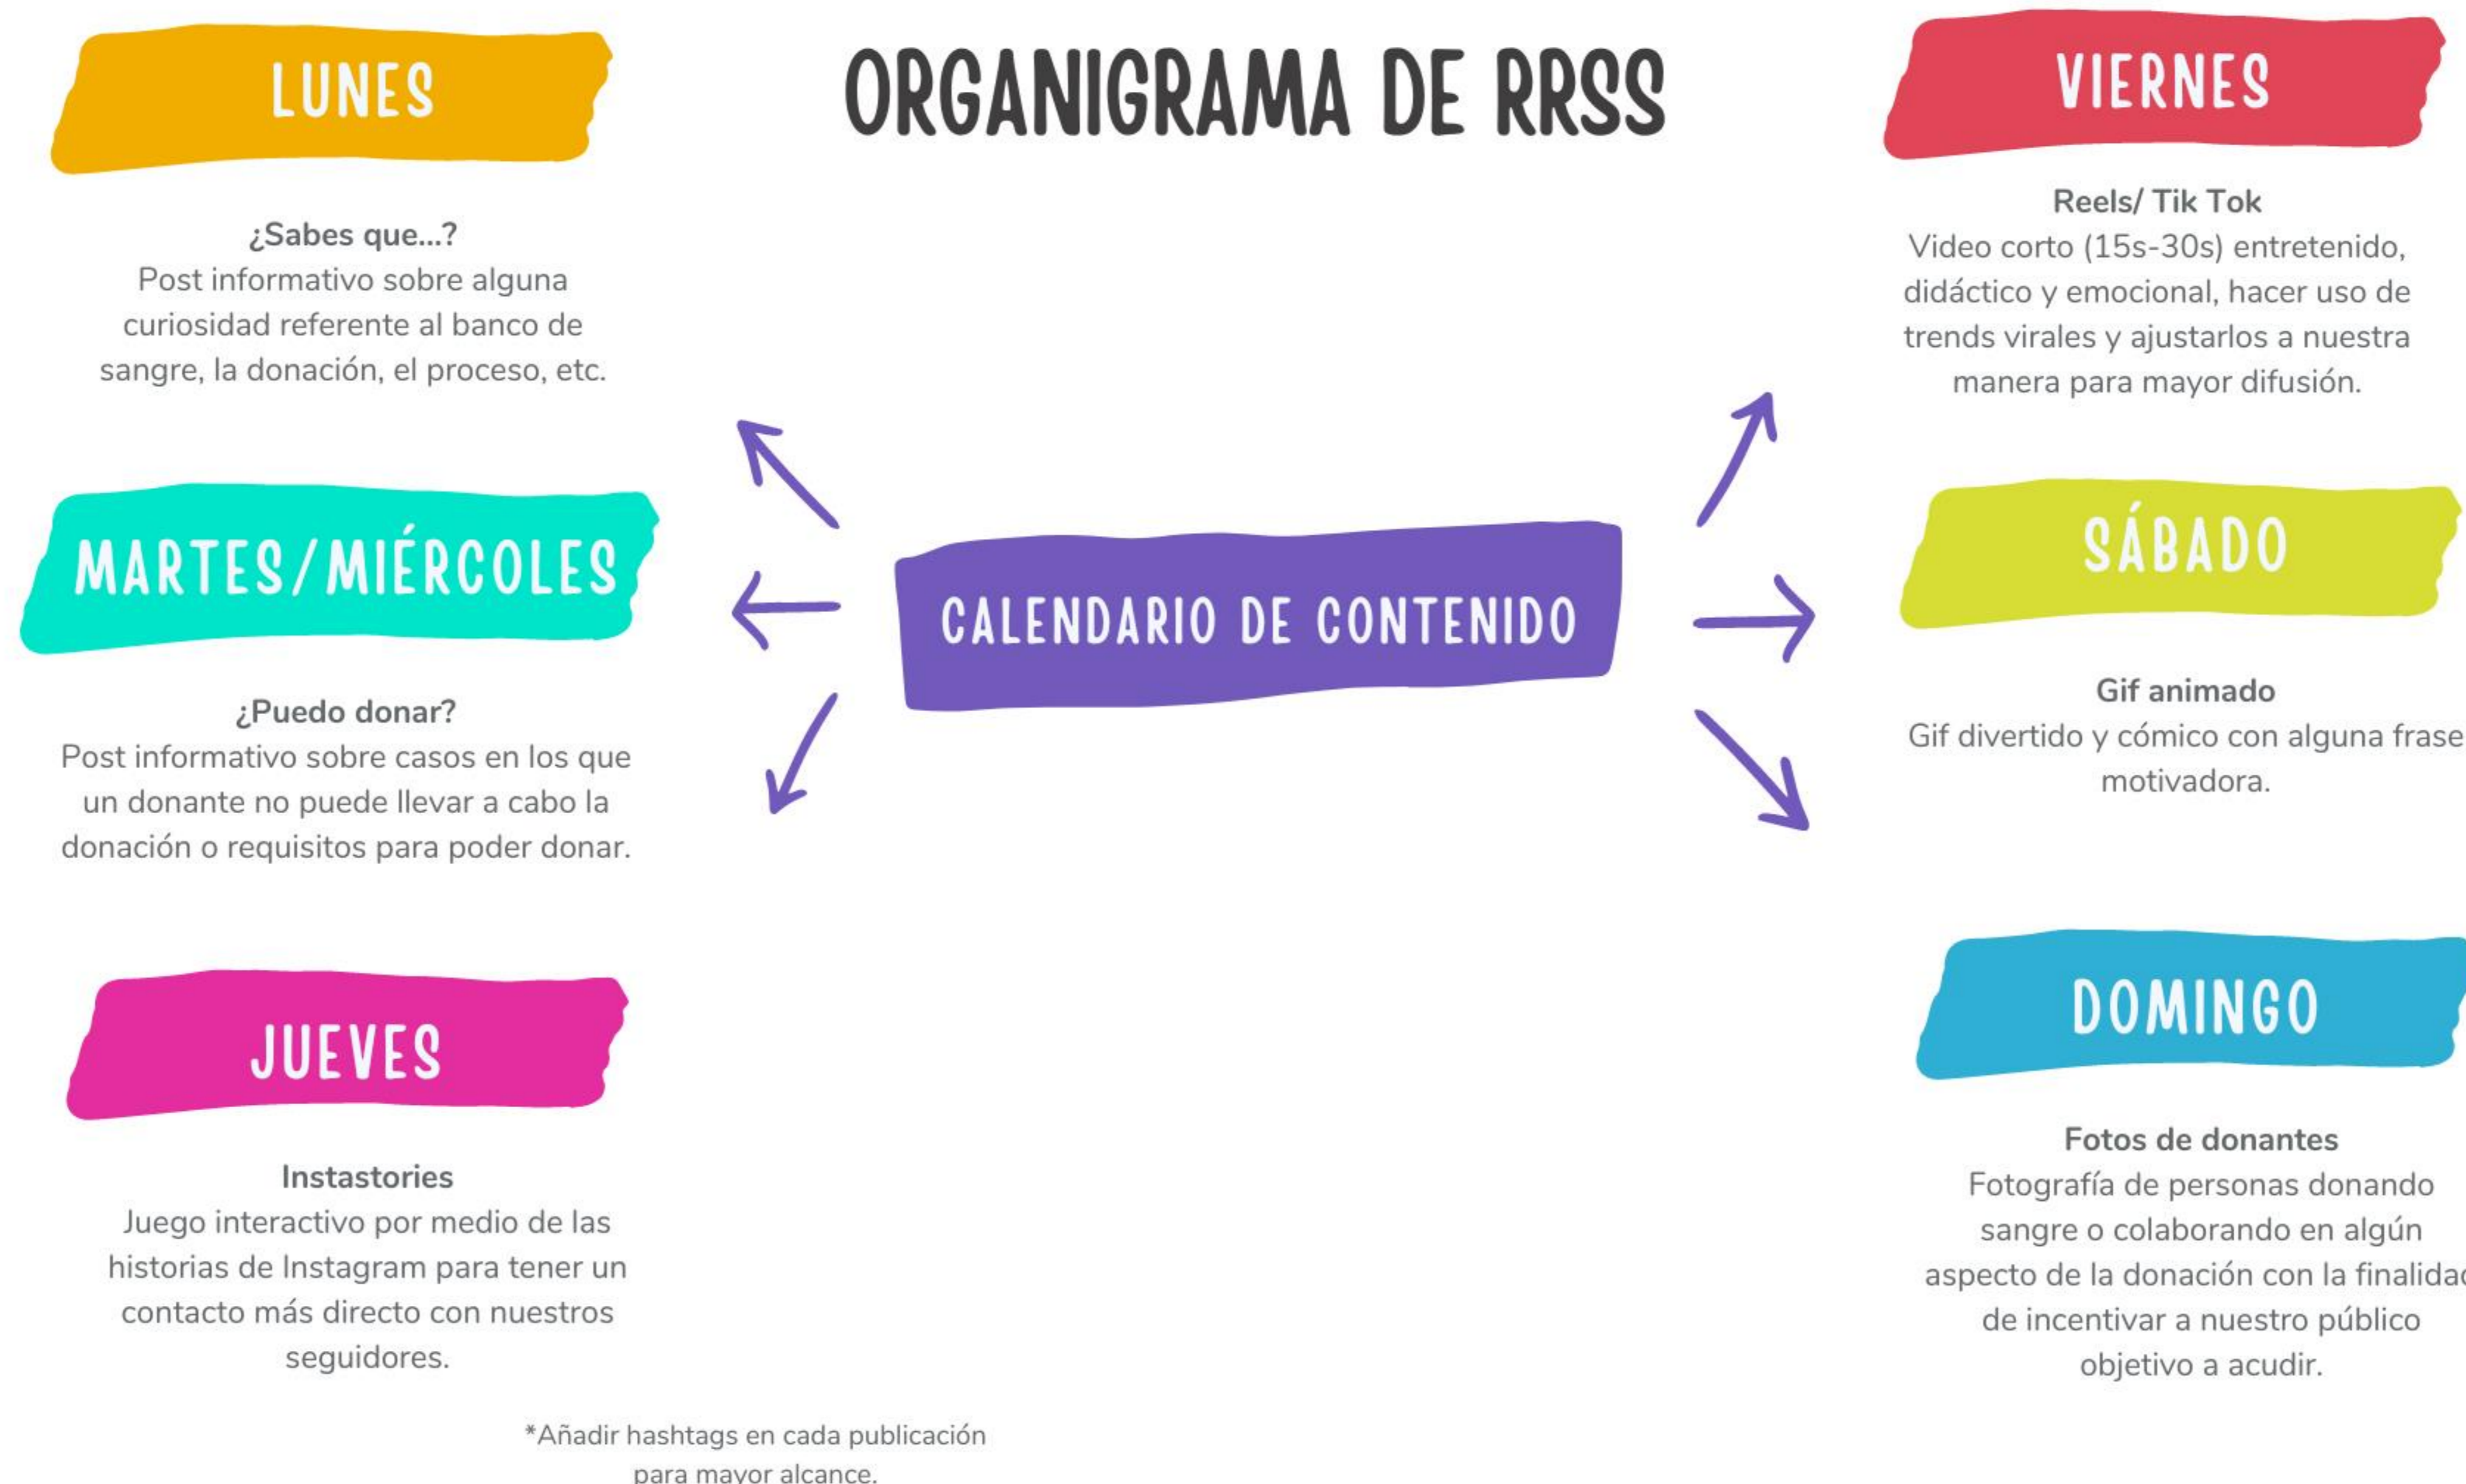 ORGANIGRAMA DE RRSS
LUNES
¿Sabes que...?
Post informativo sobre alguna
curiosidad referente al banco de
sangre, la donación, el proceso, etc.
MARTES/MIÉRCOLES
¿Puedo donar?
Post informativo sobre casos en los que
un donante no puede llevar a cabo la
donación o requisitos para poder donar.
JUEVES
Instastories
Juego interactivo por medio de las
historias de Instagram para tener un
contacto más directo con nuestros
seguidores.
*Añadir hashtags en cada publicación
para mayor alcance.
CALENDARIO DE CONTENIDO
VIERNES
Reels/ Tik Tok
Video corto (15s-30s) entretenido,
didáctico y emocional, hacer uso de
trends virales y ajustarlos a nuestra
manera para mayor difusión.
SÁBADO
Gif animado
Gif divertido y cómico con alguna frase
motivadora.
DOMINGO
Fotos de donantes
Fotografía de personas donando
sangre o colaborando en algún
aspecto de la donación con la finalidad
de incentivar a nuestro público
objetivo a acudir.